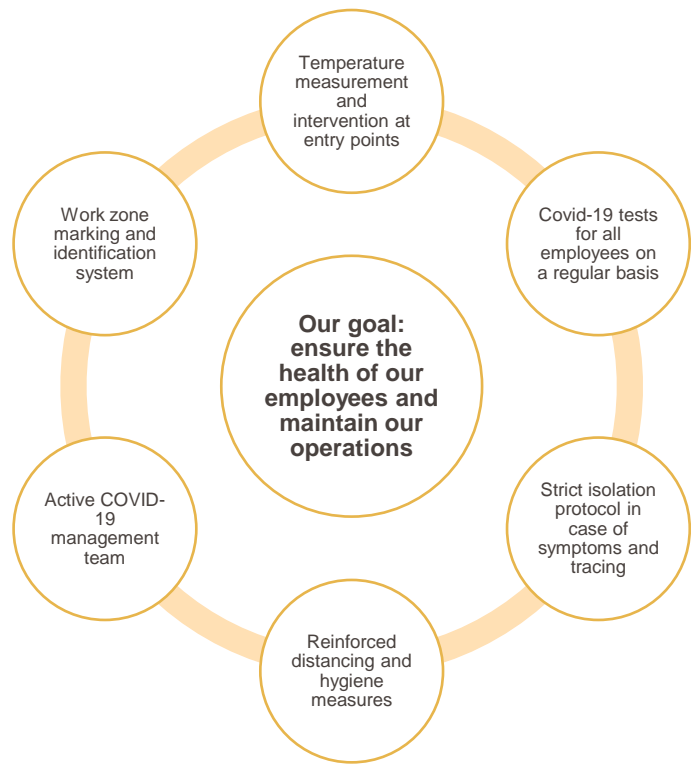 Temperature
measurement
and
intervention at
entry points
Covid-19 tests
for all
employees on
a regular basis
Strict isolation
protocol in
case of
symptoms and
tracing
Reinforced
distancing and
hygiene
measures
Active COVID-
19
management
team
Work zone
marking and
identification
system
Our goal:
ensure the
health of our
employees and
maintain our
operations